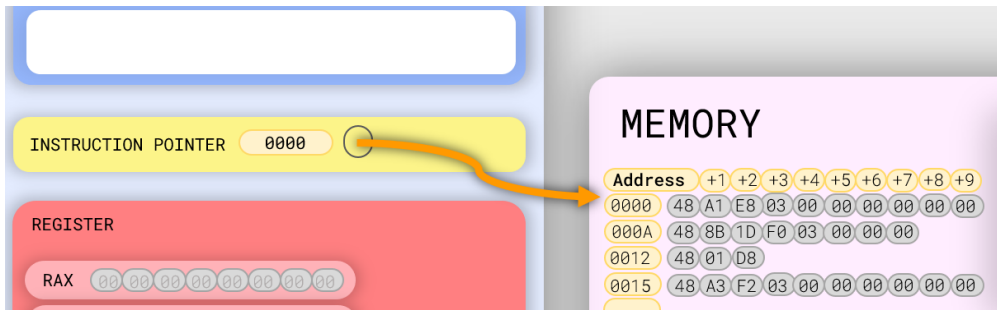 INSTRUCTION POINTER 0000
REGISTER
RAX 00 00 00 00 00 00 00 00
MEMORY
Address +1 +2 +3 +4 +5 +6 +7 +8 +9
0000 48 A1 E8 03 00 00 00 00 00 00
000A 48 8B 1D F0 03 00 00 00
0012 48 01 D8
0015 48 A3 F2 03 00 00 00 00 00 00